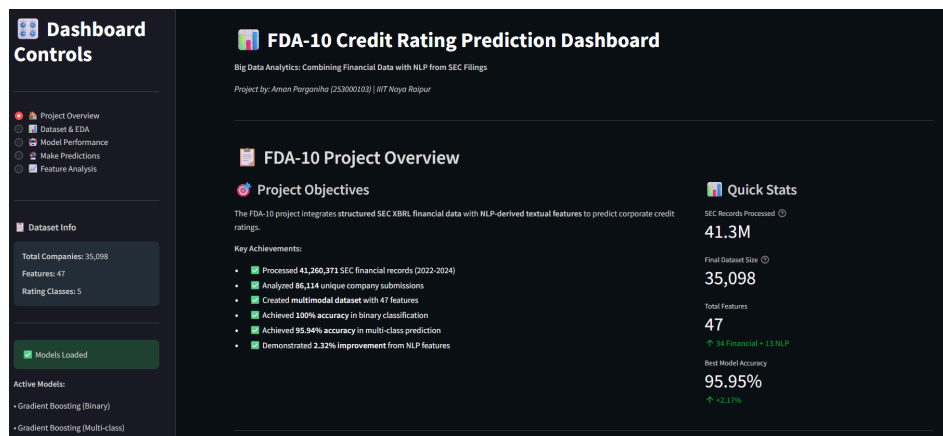 Dashboard
Controls
Project Overview
Dataset & EDA
Model Performance
Make Predictions
Feature Analysis
Dataset Info
Total Companies: 35,098
Features: 47
Rating Classes: 5
Models Loaded
Active Models:
• Gradient Boosting (Binary)
• Gradient Boosting (Multi-class)
FDA-10 Credit Rating Prediction Dashboard
Big Data Analytics: Combining Financial Data with NLP from SEC Filings
Project by: Aman Parganiha (253000103) | IIIT Naya Raipur
FDA-10 Project Overview
Project Objectives
The FDA-10 project integrates structured SEC XBRL financial data with NLP-derived textual features to predict corporate credit
ratings.
Key Achievements:
• Processed 41,260,371 SEC financial records (2022-2024)
• Analyzed 86,114 unique company submissions
• Created multimodal dataset with 47 features
• Achieved 100% accuracy in binary classification
• Achieved 95.94% accuracy in multi-class prediction
• Demonstrated 2.32% improvement from NLP features
Quick Stats
SEC Records Processed
41.3M
Final Dataset Size
35,098
Total Features
47
↑ 34 Financial + 13 NLP
Best Model Accuracy
95.95%
↑ +2.17%